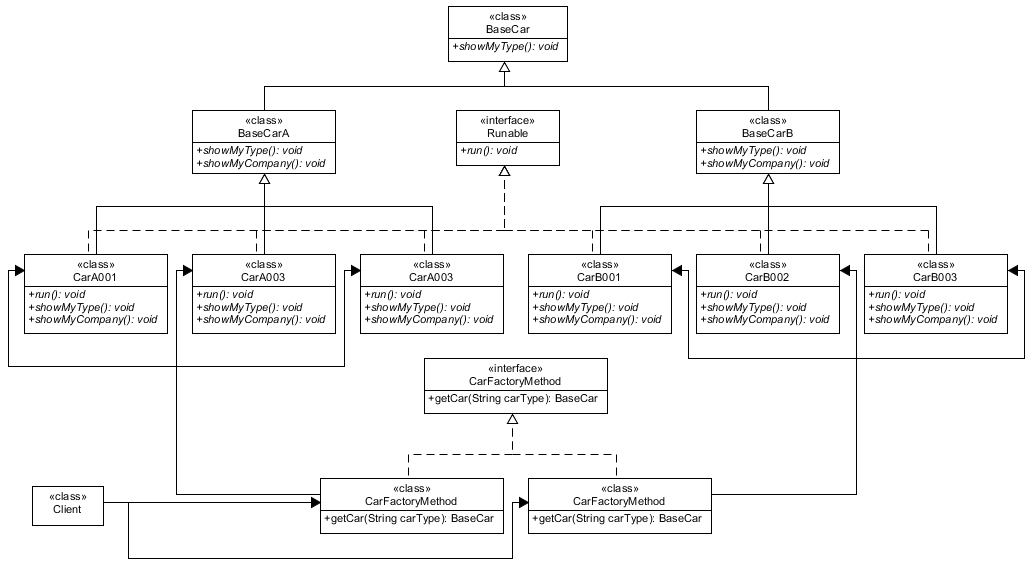 «class»
BaseCar
+showMyType(): void
«class»
BaseCarA
+showMyType(): void
+showMyCompany(): void
«interface»
Runable
+run(): void
«class»
BaseCarB
+showMyType(): void
+showMyCompany(): void
«class»
CarA001
+run(): void
+showMyType(): void
+showMyCompany(): void
«class»
CarA003
+run(): void
+showMyType(): void
+showMyCompany(): void
«class»
CarA003
+run(): void
+showMyType(): void
+showMyCompany(): void
«class»
CarB001
+run(): void
+showMyType(): void
+showMyCompany(): void
«class»
CarB002
+run(): void
+showMyType(): void
+showMyCompany(): void
«class»
CarB003
+run(): void
+showMyType(): void
+showMyCompany(): void
«interface»
CarFactoryMethod
+getCar(String carType): BaseCar
«class»
Client
«class»
CarFactoryMethod
+getCar(String carType): BaseCar
«class»
CarFactoryMethod
+getCar(String carType): BaseCar